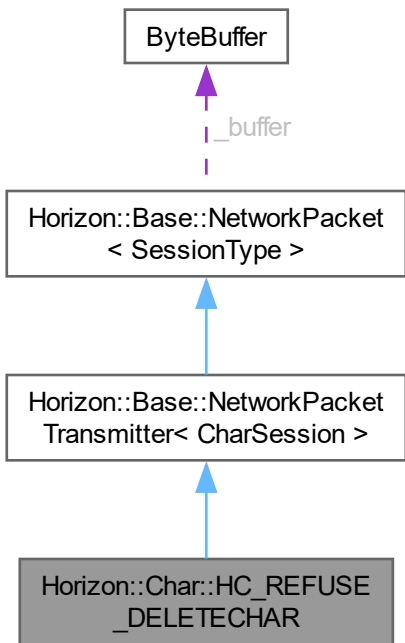 ByteBuffer
_buffer
Horizon::Base::NetworkPacket
< SessionType >
Horizon::Base::NetworkPacket
Transmitter< CharSession >
Horizon::Char::HC_REFUSE
_DELETECHAR